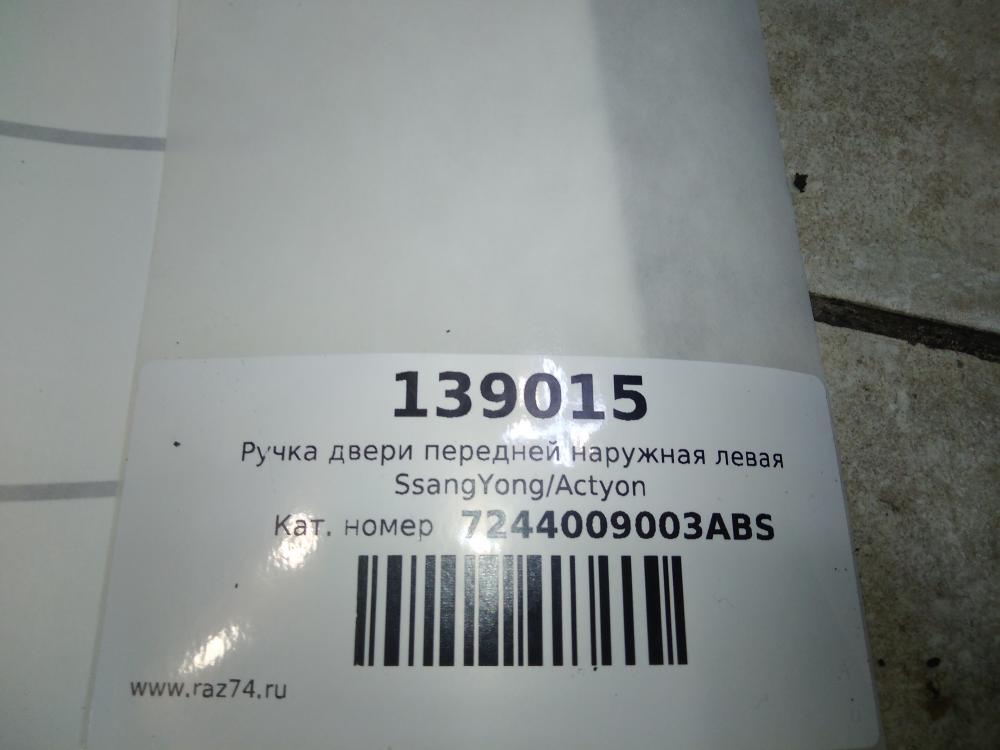 139015
Ручка двери передней наружная левая
SsangYong/Actyon
Кат. номер 7244009003ABS
www.raz74.ru